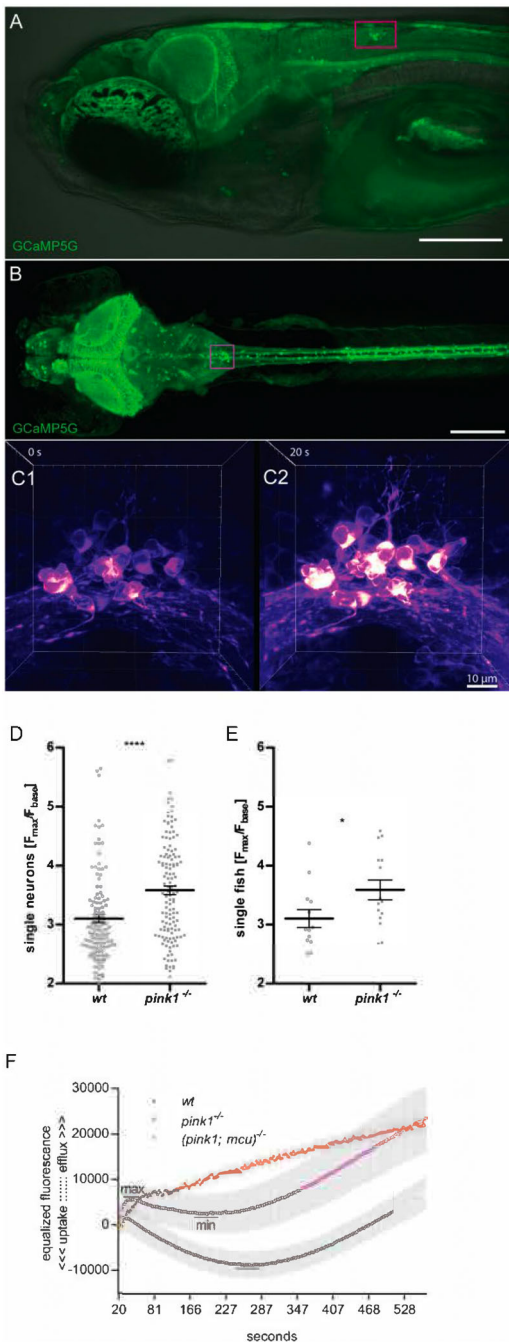 A
GCaMP5G
B
GCaMP5G
0 s
C1
20 s
C2
10 µm
D
E
****
*
single neurons [Fmax/Fbase]
6
5
4
3
2
wt
pink1 -/-
single fish [Fmax/Fbase]
6
5
4
3
2
wt
pink1 -/-
F
equalized fluorescence
<<< uptake :::::: efflux >>>
30000
20000
10000
0
-10000
wt
pink1-/-
(pink1; mcu)-/-
max
min
20 81 166 227 287 347 407 468 528
seconds